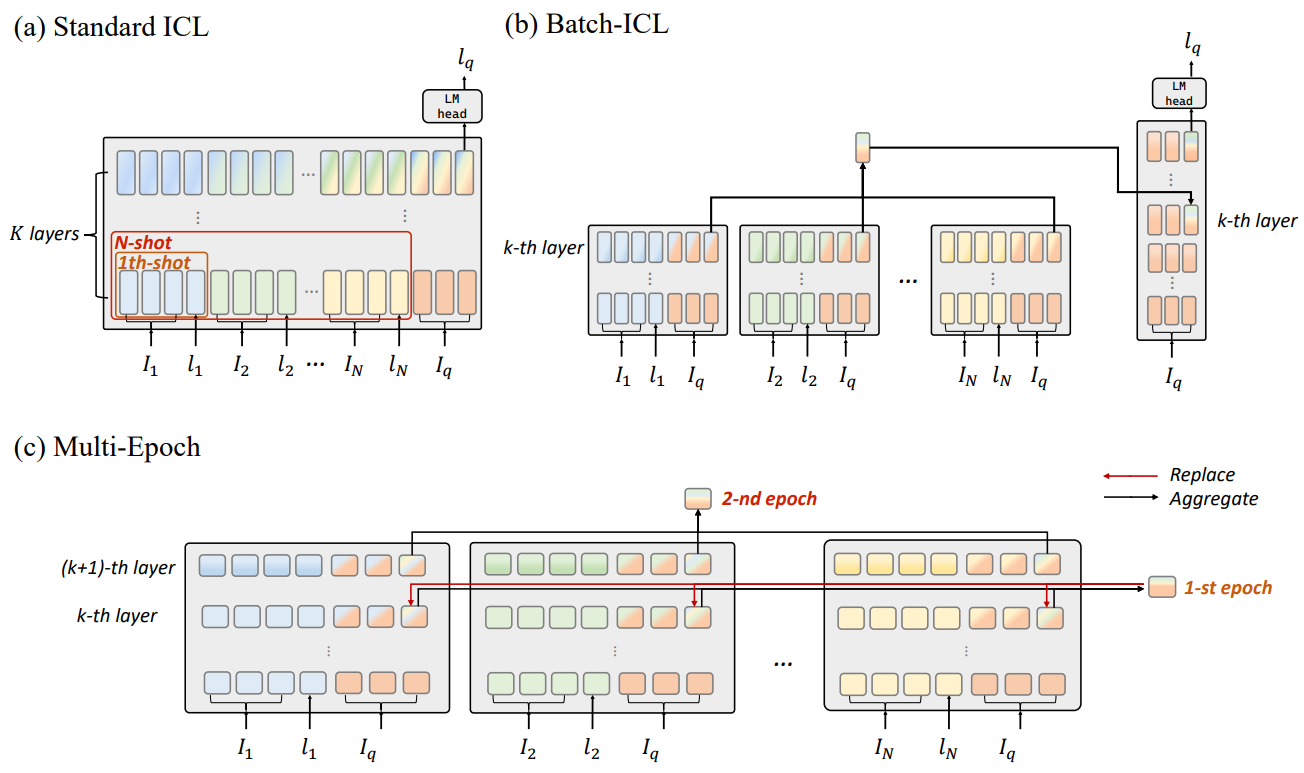 (a) Standard ICL
l_q
LM
head
K layers
N-shot
1th-shot
...
...
I_1 l_1 I_2 l_2 ... I_N l_N I_q
(b) Batch-ICL
l_q
LM
head
k-th layer
k-th layer
...
I_1 l_1 I_q I_2 l_2 I_q I_N l_N I_q
I_q
(c) Multi-Epoch
Replace
Aggregate
2-nd epoch
(k+1)-th layer
1-st epoch
k-th layer
...
I_1 l_1 I_q I_2 l_2 I_q I_N l_N I_q